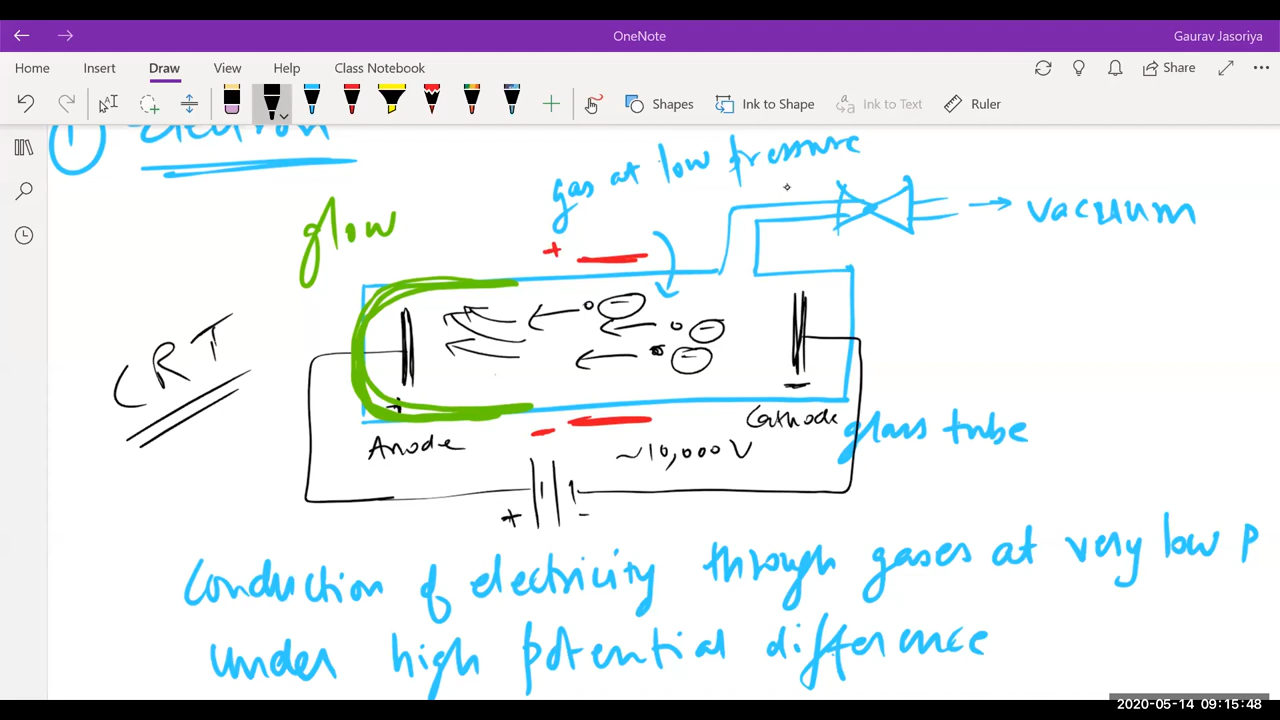 OneNote
Gaurav Jasoriya
Home Insert Draw View Help Class Notebook
Share
Shapes Ink to Shape Ink to Text Ruler
① Electron
gas at low pressure
glow
vacuum
+
CRT
+
Anode
Cathode
glass tube
~10,000 V
+ -
Conduction of electricity through gases at very low P
under high potential difference
2020-05-14 09:15:48